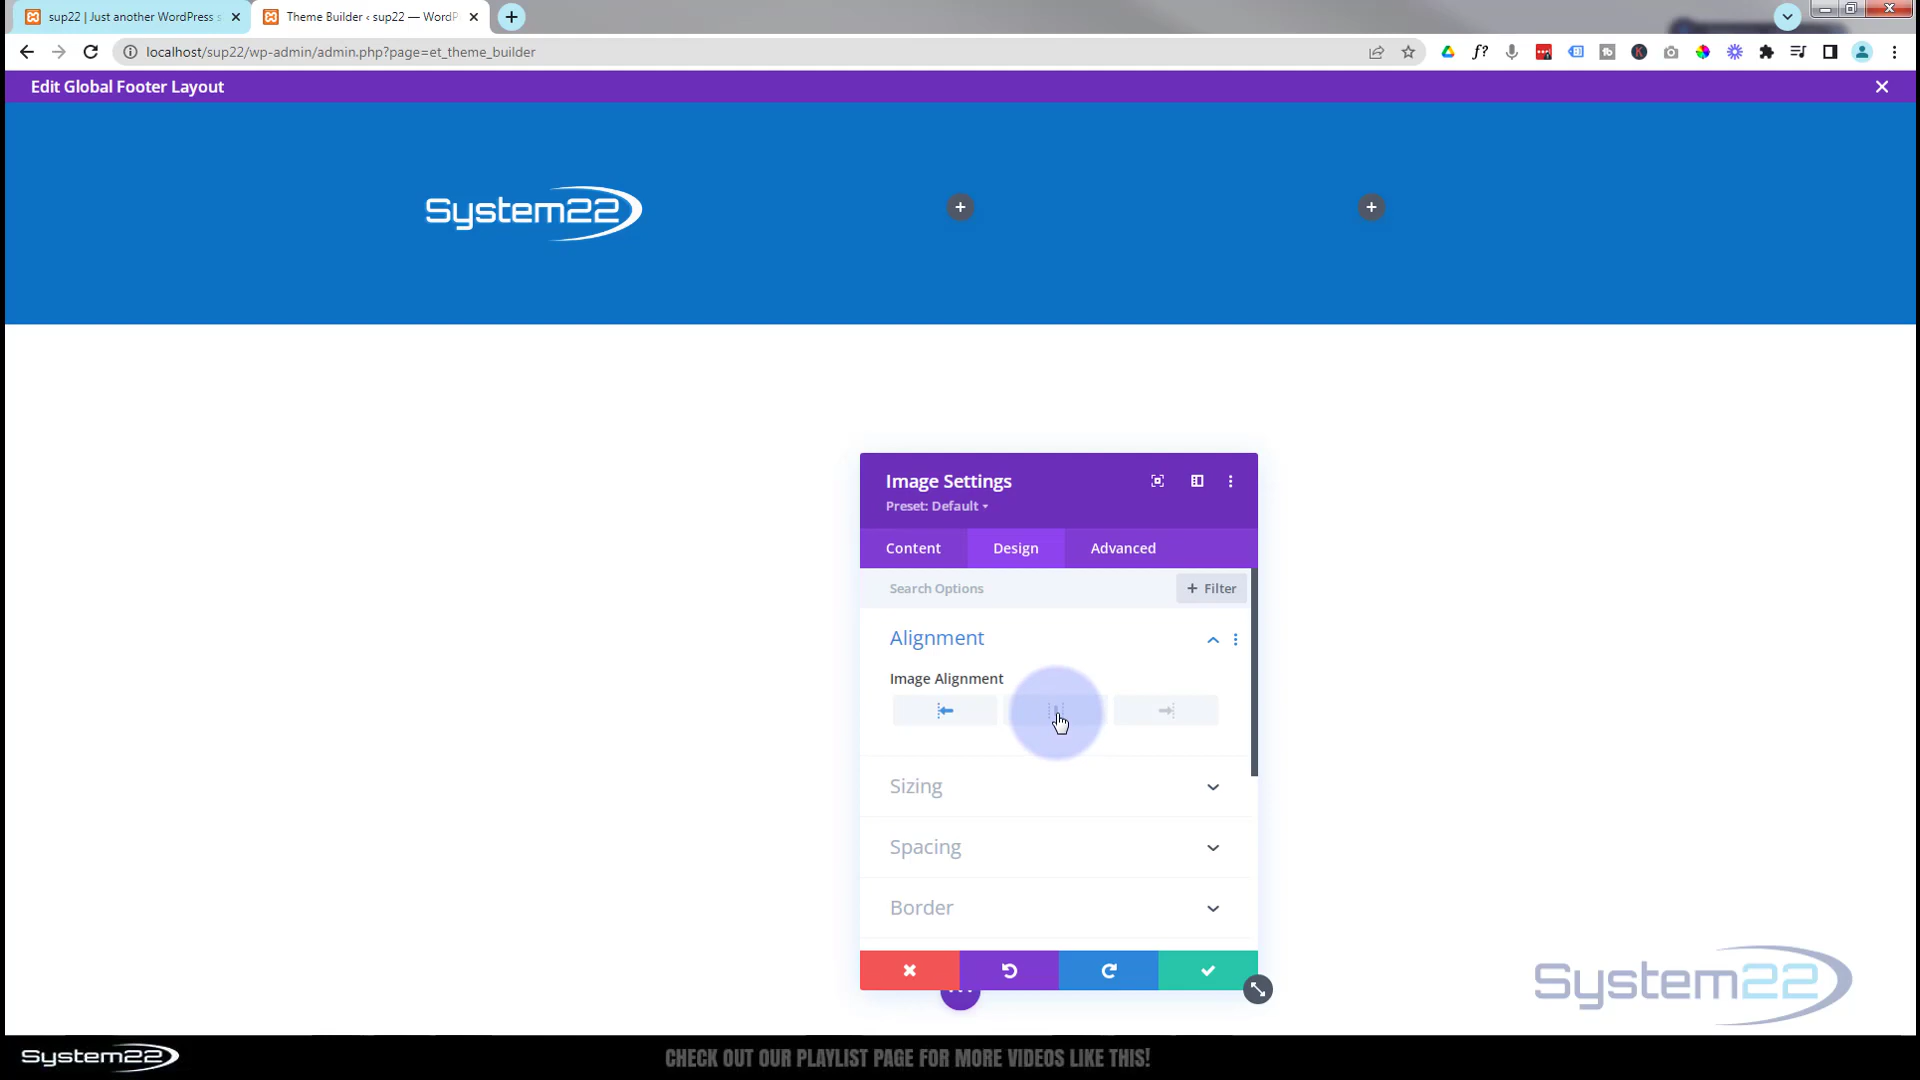 sup22 | Just another WordPress s
Theme Builder ‹ sup22 — WordP
localhost/sup22/wp-admin/admin.php?page=et_theme_builder
Edit Global Footer Layout
System22
Image Settings
Preset: Default
Content
Design
Advanced
Search Options
+ Filter
Alignment
Image Alignment
Sizing
Spacing
Border
System22
System22
CHECK OUT OUR PLAYLIST PAGE FOR MORE VIDEOS LIKE THIS!